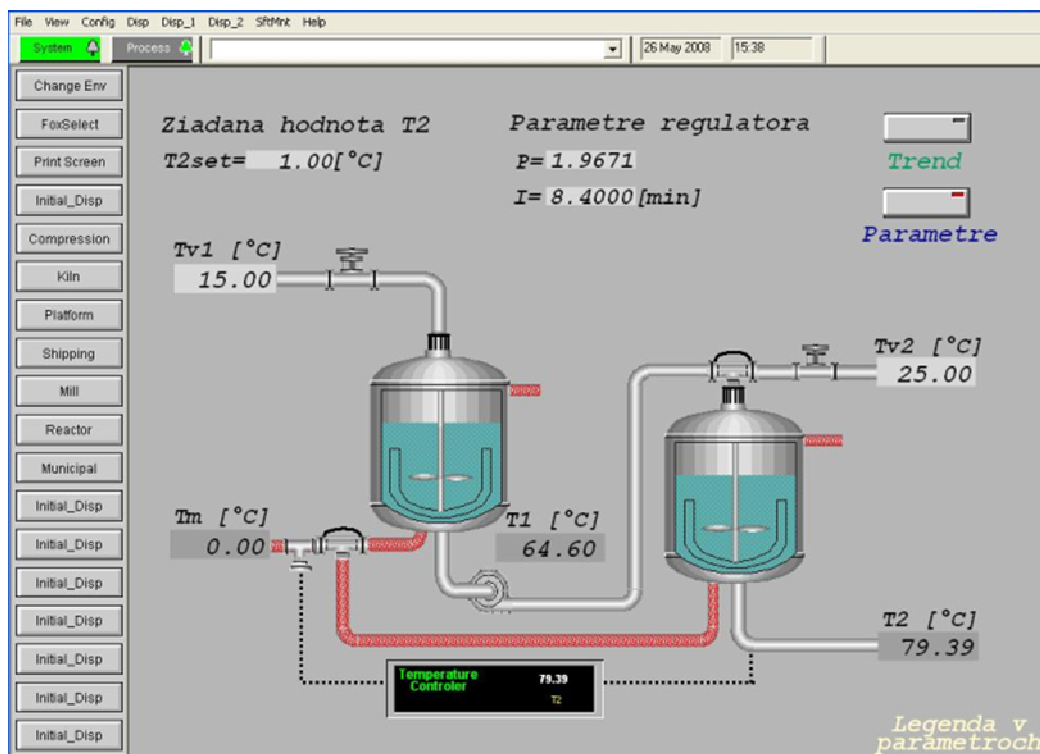 File View Config Disp Disp_1 Disp_2 SftMnt Help
System Process 26 May 2008 15:38
Change Env
FoxSelect
Print Screen
Initial_Disp
Compression
Kiln
Platform
Shipping
Mill
Reactor
Municipal
Initial_Disp
Initial_Disp
Initial_Disp
Initial_Disp
Initial_Disp
Initial_Disp
Initial_Disp
Ziadana hodnota T2
T2set= 1.00[°C]
Parametre regulatora
P= 1.9671
I= 8.4000[min]
Trend
Parametre
Tv1 [°C]
15.00
Tv2 [°C]
25.00
Tm [°C]
0.00
T1 [°C]
64.60
T2 [°C]
79.39
Temperature 79.39
Controler T2
Legenda v
parametroch